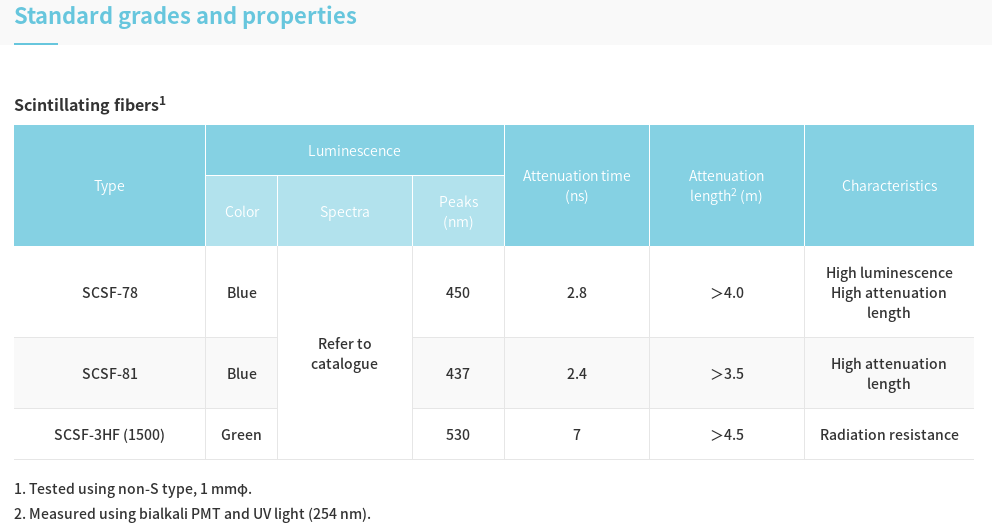 Standard grades and properties
Scintillating fibers1
Luminescence
Type
Attenuation time
(ns)
Attenuation
length2 (m)
Characteristics
Color
Spectra
Peaks
(nm)
SCSF-78
Blue
Refer to
catalogue
450
2.8
>4.0
High luminescence
High attenuation
length
SCSF-81
Blue
437
2.4
>3.5
High attenuation
length
SCSF-3HF (1500)
Green
530
7
>4.5
Radiation resistance
1. Tested using non-S type, 1 mmφ.
2. Measured using bialkali PMT and UV light (254 nm).